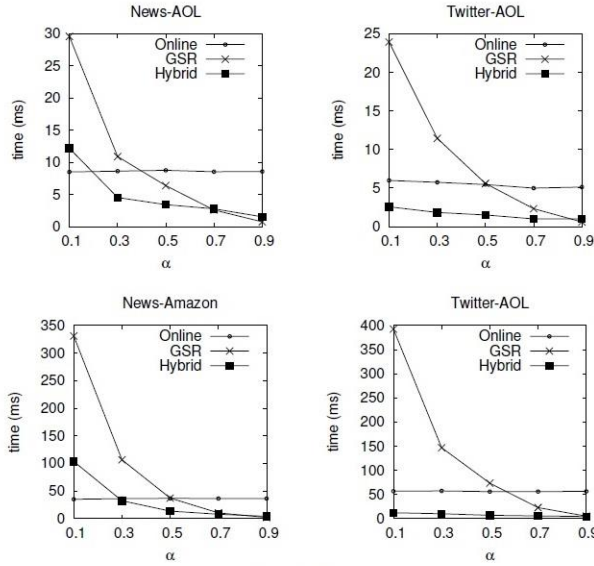 News-AOL
Online
GSR
Hybrid
time (ms)
30
25
20
15
10
5
0
0.1 0.3 0.5 0.7 0.9
α
Twitter-AOL
Online
GSR
Hybrid
time (ms)
25
20
15
10
5
0
0.1 0.3 0.5 0.7 0.9
α
News-Amazon
Online
GSR
Hybrid
time (ms)
350
300
250
200
150
100
50
0
0.1 0.3 0.5 0.7 0.9
α
Twitter-AOL
Online
GSR
Hybrid
time (ms)
400
350
300
250
200
150
100
50
0
0.1 0.3 0.5 0.7 0.9
α